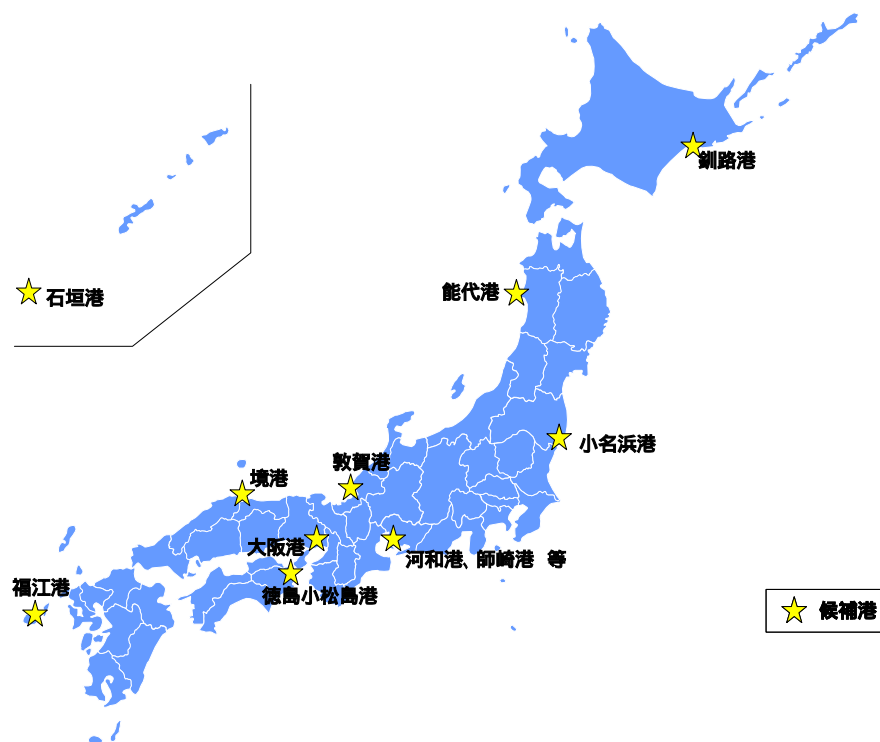 釧路港
能代港
石垣港
小名浜港
敦賀港
境港
大阪港
河和港、師崎港 等
福江港
徳島小松島港
候補港